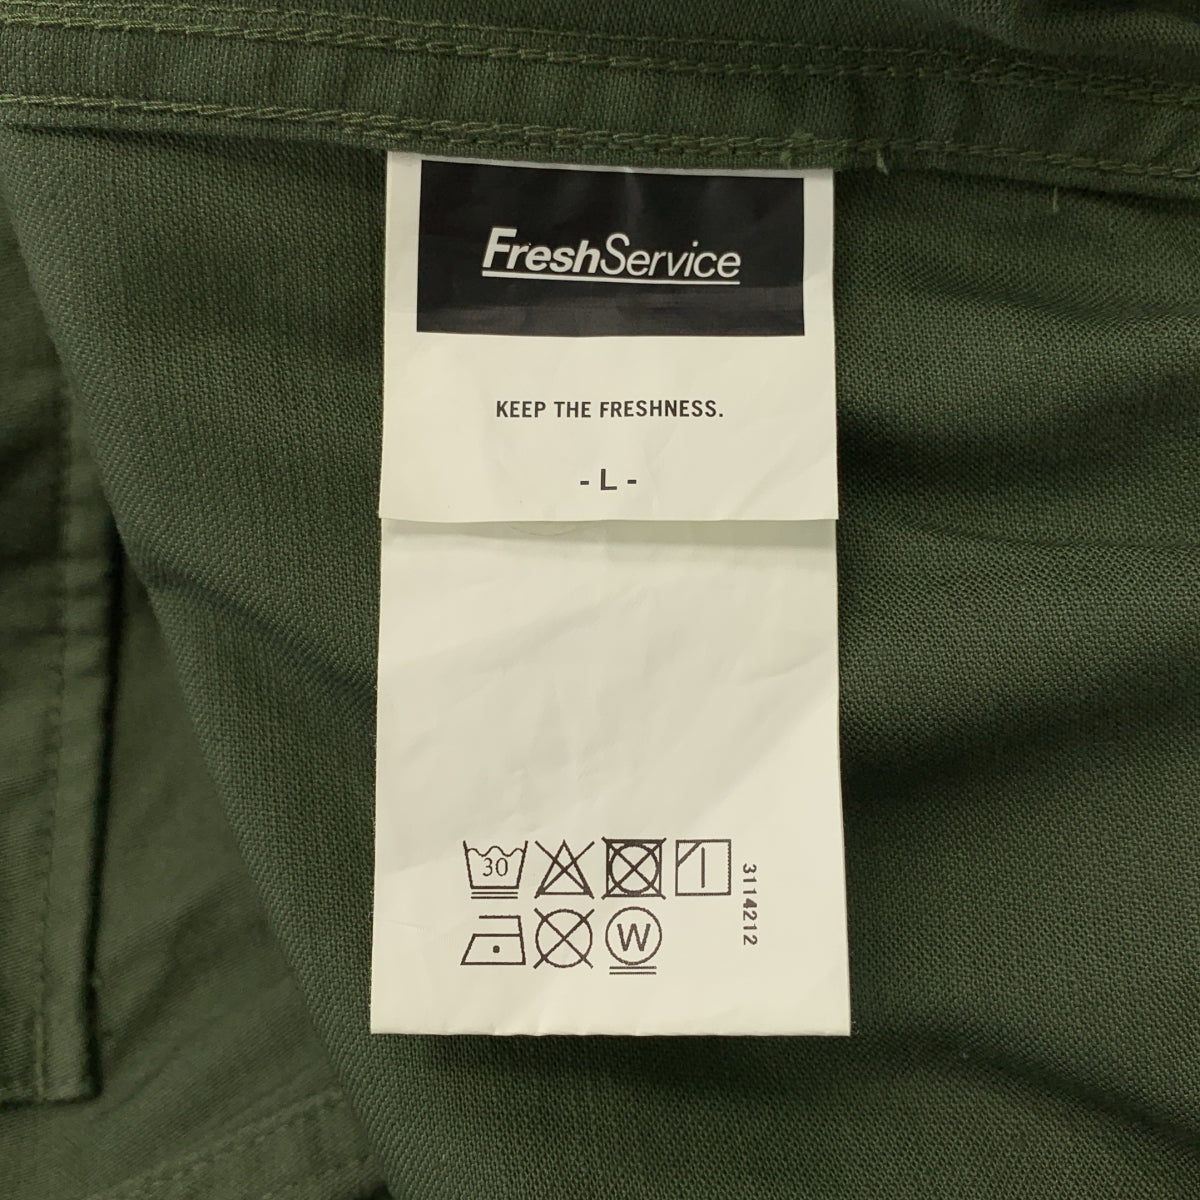 FreshService
KEEP THE FRESHNESS.
- L -
30
3114212
W